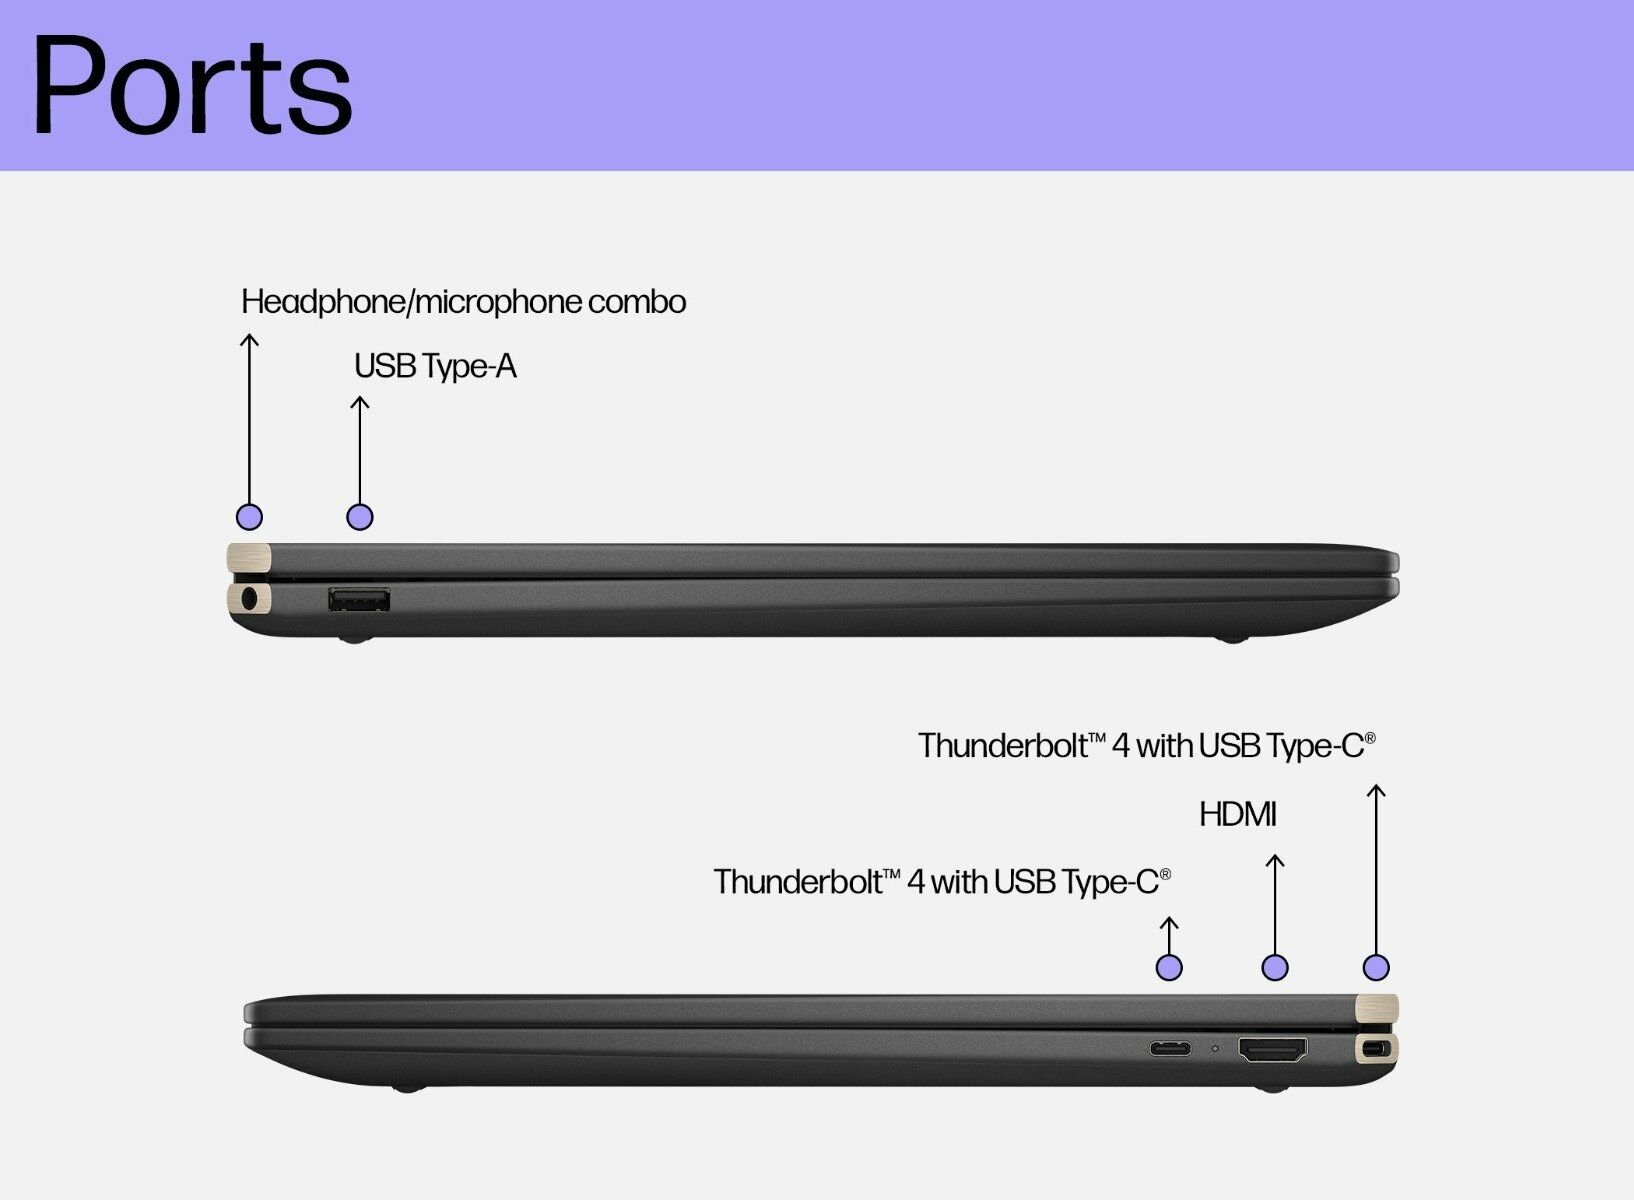 Ports
Headphone/microphone combo
USB Type-A
Thunderbolt™ 4 with USB Type-C®
HDMI
Thunderbolt™ 4 with USB Type-C®